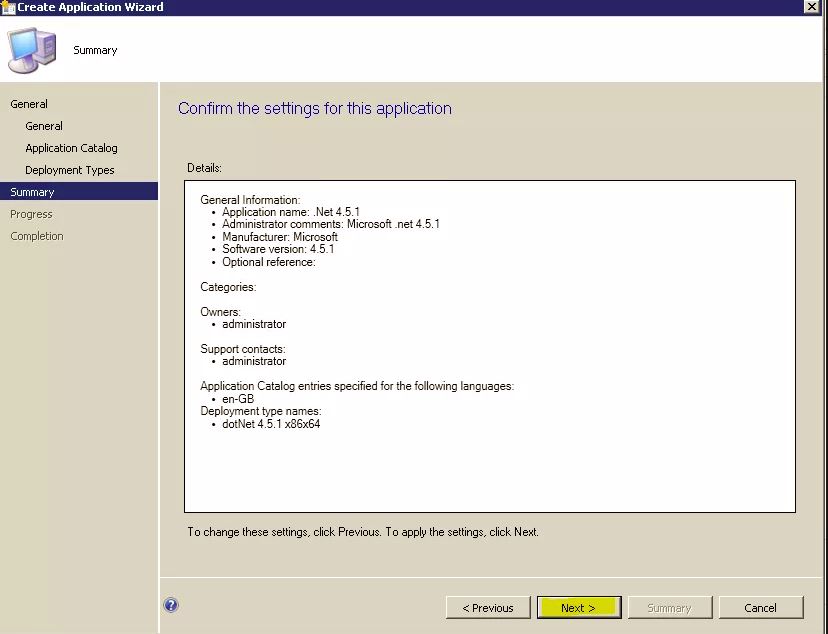 Create Application Wizard
Summary
General
General
Application Catalog
Deployment Types
Summary
Progress
Completion
Confirm the settings for this application
Details:
General Information:
• Application name: .Net 4.5.1
• Administrator comments: Microsoft .net 4.5.1
• Manufacturer: Microsoft
• Software version: 4.5.1
• Optional reference:
Categories:
Owners:
• administrator
Support contacts:
• administrator
Application Catalog entries specified for the following languages:
• en-GB
Deployment type names:
• dotNet 4.5.1 x86x64
To change these settings, click Previous. To apply the settings, click Next.
?
< Previous
Next >
Summary
Cancel